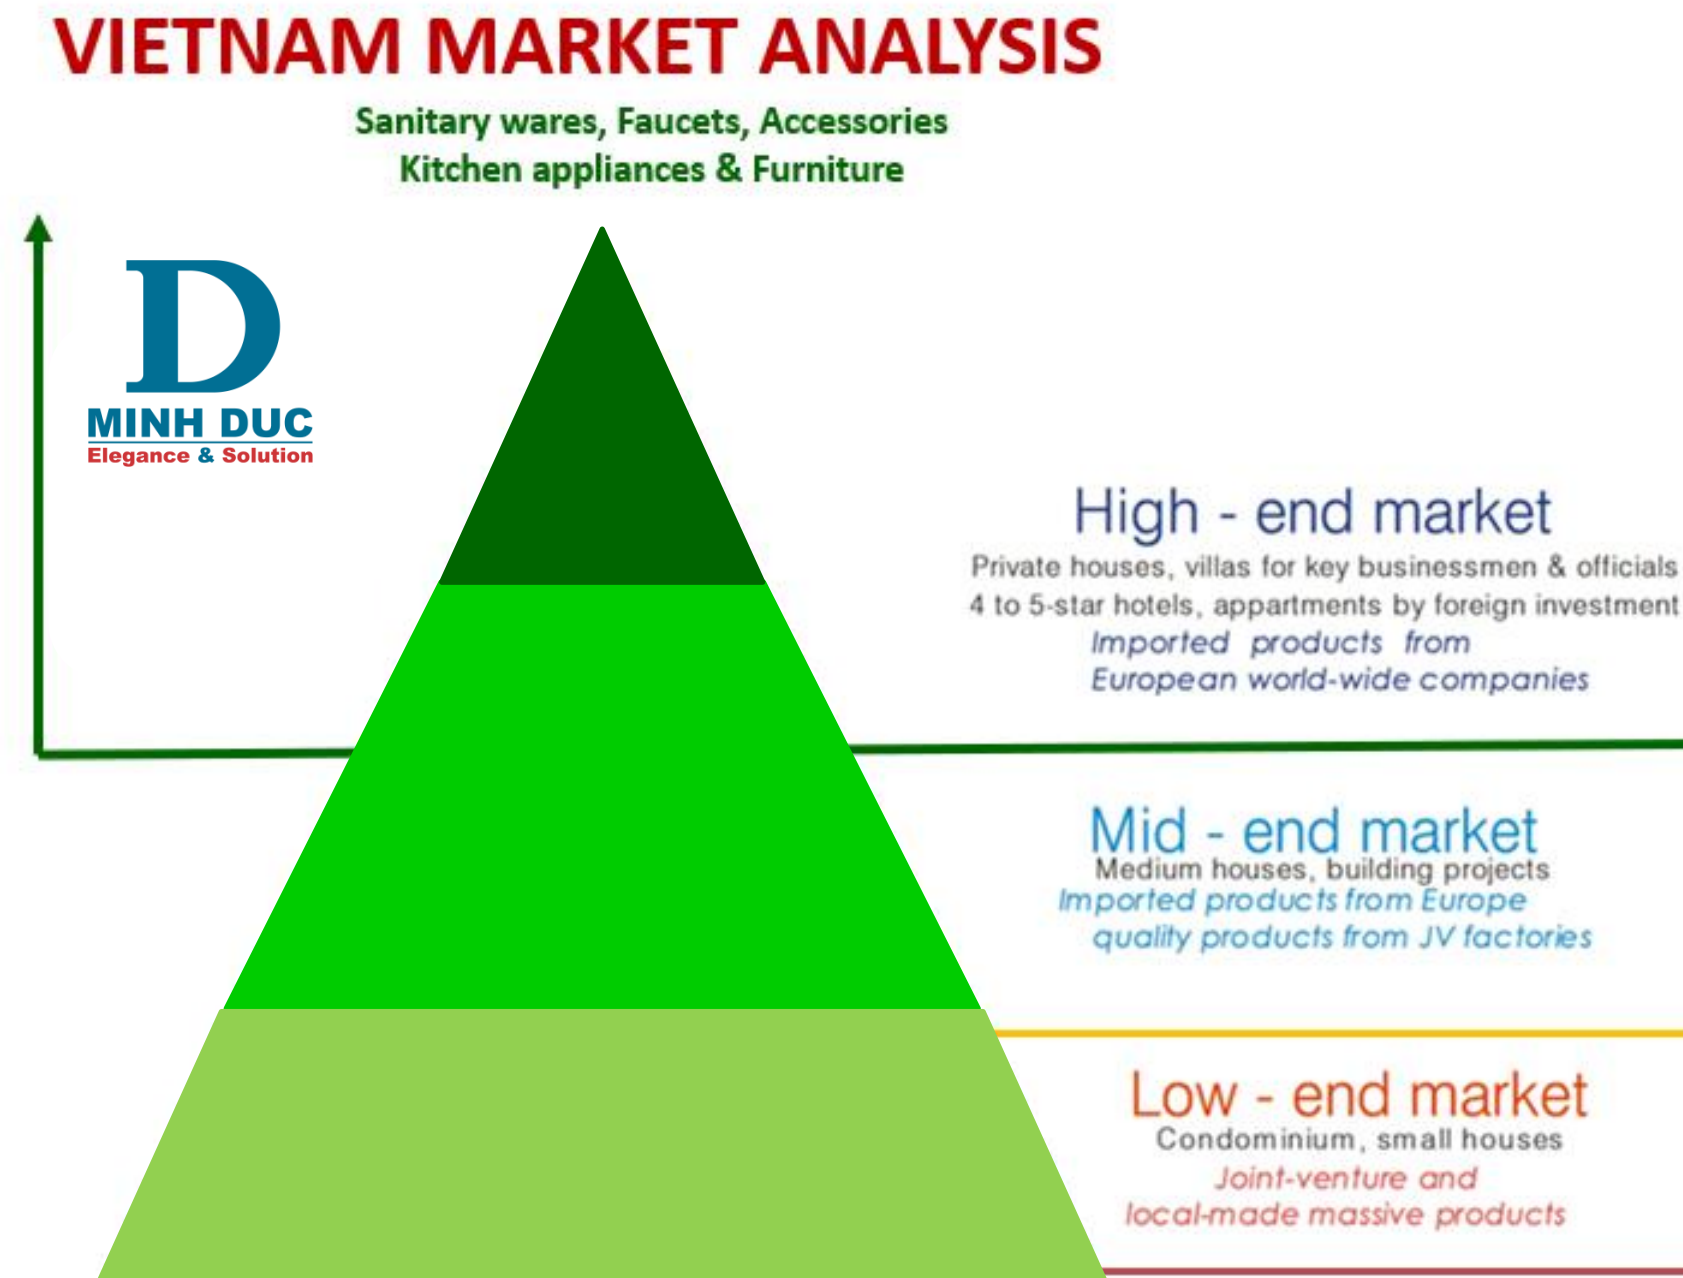 VIETNAM MARKET ANALYSIS
Sanitary wares, Faucets, Accessories
Kitchen appliances & Furniture
D
MINH DUC
Elegance & Solution
High - end market
Private houses, villas for key businessmen & officials
4 to 5-star hotels, appartments by foreign investment
Imported products from
European world-wide companies
Mid - end market
Medium houses, building projects
Imported products from Europe
quality products from JV factories
Low - end market
Condominium, small houses
Joint-venture and
local-made massive products